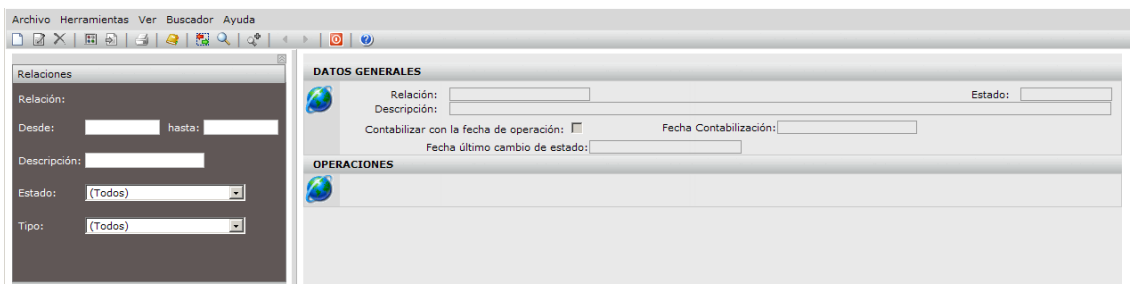 Archivo Herramientas Ver Buscador Ayuda
Relaciones
Relación:
Desde: hasta:
Descripción:
Estado: (Todos)
Tipo: (Todos)
DATOS GENERALES
Relación: Estado:
Descripción:
Contabilizar con la fecha de operación: Fecha Contabilización:
Fecha último cambio de estado:
OPERACIONES